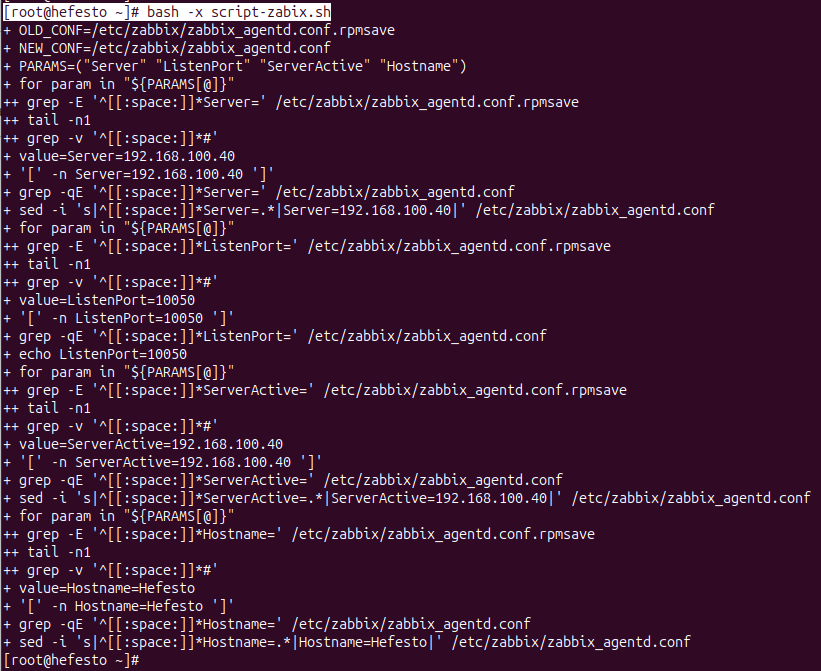 [root@hefesto ~]# bash -x script-zabix.sh
+ OLD_CONF=/etc/zabbix/zabbix_agentd.conf.rpmsave
+ NEW_CONF=/etc/zabbix/zabbix_agentd.conf
+ PARAMS=("Server" "ListenPort" "ServerActive" "Hostname")
+ for param in "${PARAMS[@]}"
++ grep -E '^[[:space:]]*Server=' /etc/zabbix/zabbix_agentd.conf.rpmsave
++ tail -n1
++ grep -v '^[[:space:]]*#'
+ value=Server=192.168.100.40
+ '[' -n Server=192.168.100.40 ']'
+ grep -qE '^[[:space:]]*Server=' /etc/zabbix/zabbix_agentd.conf
+ sed -i 's|^[[:space:]]*Server=.*|Server=192.168.100.40|' /etc/zabbix/zabbix_agentd.conf
+ for param in "${PARAMS[@]}"
++ grep -E '^[[:space:]]*ListenPort=' /etc/zabbix/zabbix_agentd.conf.rpmsave
++ tail -n1
++ grep -v '^[[:space:]]*#'
+ value=ListenPort=10050
+ '[' -n ListenPort=10050 ']'
+ grep -qE '^[[:space:]]*ListenPort=' /etc/zabbix/zabbix_agentd.conf
+ echo ListenPort=10050
+ for param in "${PARAMS[@]}"
++ grep -E '^[[:space:]]*ServerActive=' /etc/zabbix/zabbix_agentd.conf.rpmsave
++ tail -n1
++ grep -v '^[[:space:]]*#'
+ value=ServerActive=192.168.100.40
+ '[' -n ServerActive=192.168.100.40 ']'
+ grep -qE '^[[:space:]]*ServerActive=' /etc/zabbix/zabbix_agentd.conf
+ sed -i 's|^[[:space:]]*ServerActive=.*|ServerActive=192.168.100.40|' /etc/zabbix/zabbix_agentd.conf
+ for param in "${PARAMS[@]}"
++ grep -E '^[[:space:]]*Hostname=' /etc/zabbix/zabbix_agentd.conf.rpmsave
++ tail -n1
++ grep -v '^[[:space:]]*#'
+ value=Hostname=Hefesto
+ '[' -n Hostname=Hefesto ']'
+ grep -qE '^[[:space:]]*Hostname=' /etc/zabbix/zabbix_agentd.conf
+ sed -i 's|^[[:space:]]*Hostname=.*|Hostname=Hefesto|' /etc/zabbix/zabbix_agentd.conf
[root@hefesto ~]#